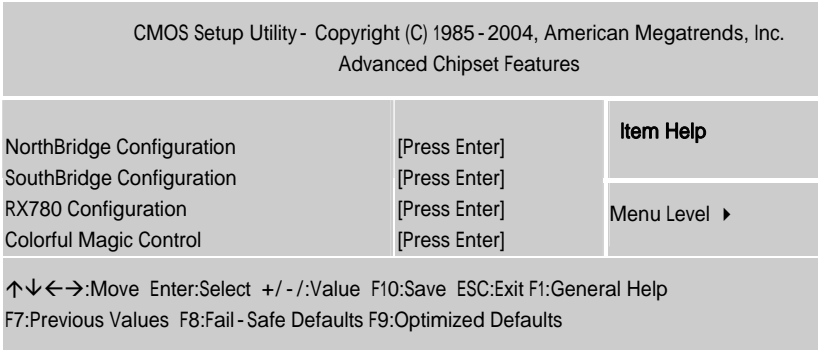 CMOS Setup Utility - Copyright (C) 1985 - 2004, American Megatrends, Inc.
Advanced Chipset Features
NorthBridge Configuration [Press Enter]
SouthBridge Configuration [Press Enter]
RX780 Configuration [Press Enter]
Colorful Magic Control [Press Enter]
Item Help
Menu Level ▸
↑↓←→:Move Enter:Select +/-/:Value F10:Save ESC:Exit F1:General Help
F7:Previous Values F8:Fail-Safe Defaults F9:Optimized Defaults